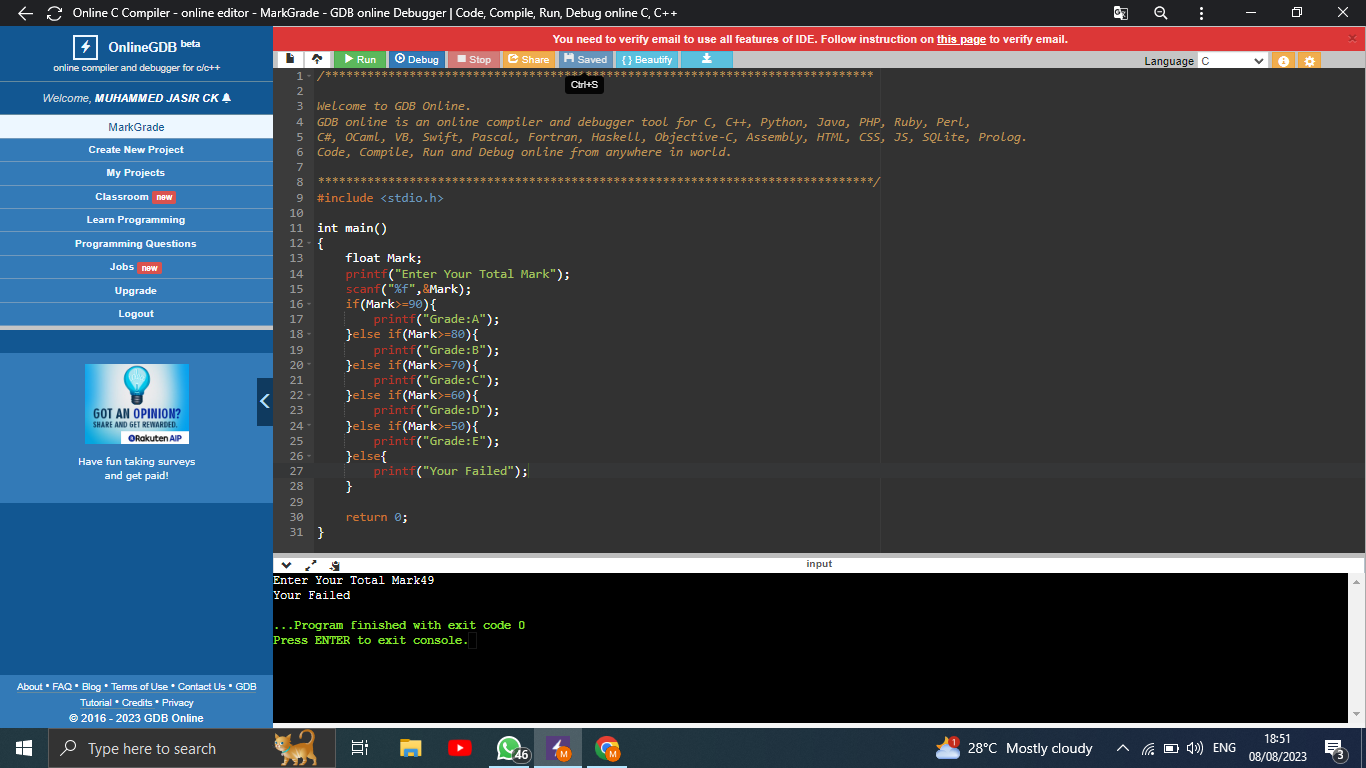 Online C Compiler - online editor - MarkGrade - GDB online Debugger | Code, Compile, Run, Debug online C, C++
OnlineGDB beta
online compiler and debugger for c/c++
Welcome, MUHAMMED JASIR CK
MarkGrade
Create New Project
My Projects
Classroom new
Learn Programming
Programming Questions
Jobs new
Upgrade
Logout
GOT AN OPINION?
SHARE AND GET REWARDED.
Rakuten AIP
Have fun taking surveys
and get paid!
About • FAQ • Blog • Terms of Use • Contact Us • GDB
Tutorial • Credits • Privacy
© 2016 - 2023 GDB Online
You need to verify email to use all features of IDE. Follow instruction on this page to verify email.
Run Debug Stop Share Saved { } Beautify Language C
Ctrl+S
1 /******************************************************************************
2
3 Welcome to GDB Online.
4 GDB online is an online compiler and debugger tool for C, C++, Python, Java, PHP, Ruby, Perl,
5 C#, OCaml, VB, Swift, Pascal, Fortran, Haskell, Objective-C, Assembly, HTML, CSS, JS, SQLite, Prolog.
6 Code, Compile, Run and Debug online from anywhere in world.
7
8 *******************************************************************************/
9 #include <stdio.h>
10
11 int main()
12 {
13     float Mark;
14     printf("Enter Your Total Mark");
15     scanf("%f",&Mark);
16     if(Mark>=90){
17         printf("Grade:A");
18     }else if(Mark>=80){
19         printf("Grade:B");
20     }else if(Mark>=70){
21         printf("Grade:C");
22     }else if(Mark>=60){
23         printf("Grade:D");
24     }else if(Mark>=50){
25         printf("Grade:E");
26     }else{
27         printf("Your Failed");
28     }
29
30     return 0;
31 }
input
Enter Your Total Mark49
Your Failed
...Program finished with exit code 0
Press ENTER to exit console.
Type here to search
46
M
M
1
28°C Mostly cloudy
ENG
18:51
08/08/2023
3